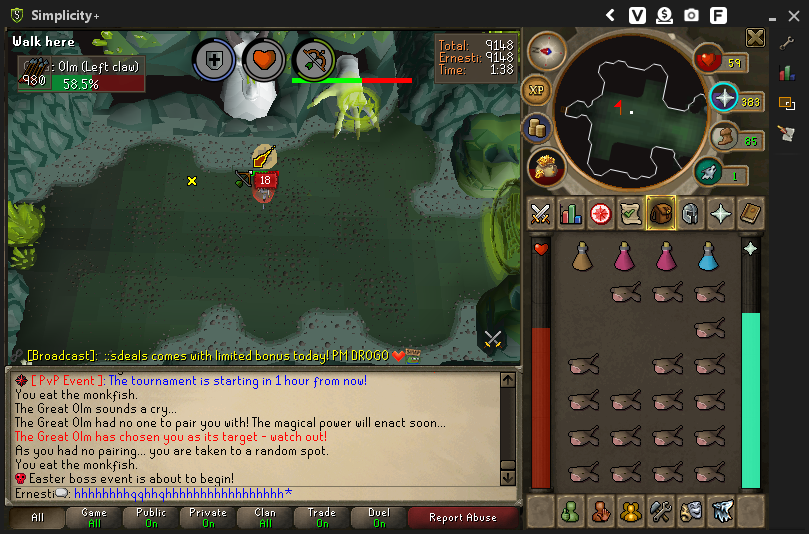 Simplicity+
Walk here
: Olm (Left claw)
980
58.5%
Total: 9148
Ernesti: 9148
Time: 1:38
18
59
XP
383
85
1
[Broadcast]: ::sdeals comes with limited bonus today! PM DROGO
[ PvP Event ]: The tournament is starting in 1 hour from now!
You eat the monkfish.
The Great Olm sounds a cry...
The Great Olm had no one to pair you with! The magical power will enact soon...
The Great Olm has chosen you as its target - watch out!
As you had no pairing... you are taken to a random spot.
You eat the monkfish.
Easter boss event is about to begin!
Ernesti: hhhhhhhqqhhqhhhhhhhhhhhhhhhhhh*
All
Game
All
Public
On
Private
On
Clan
All
Trade
On
Duel
On
Report Abuse